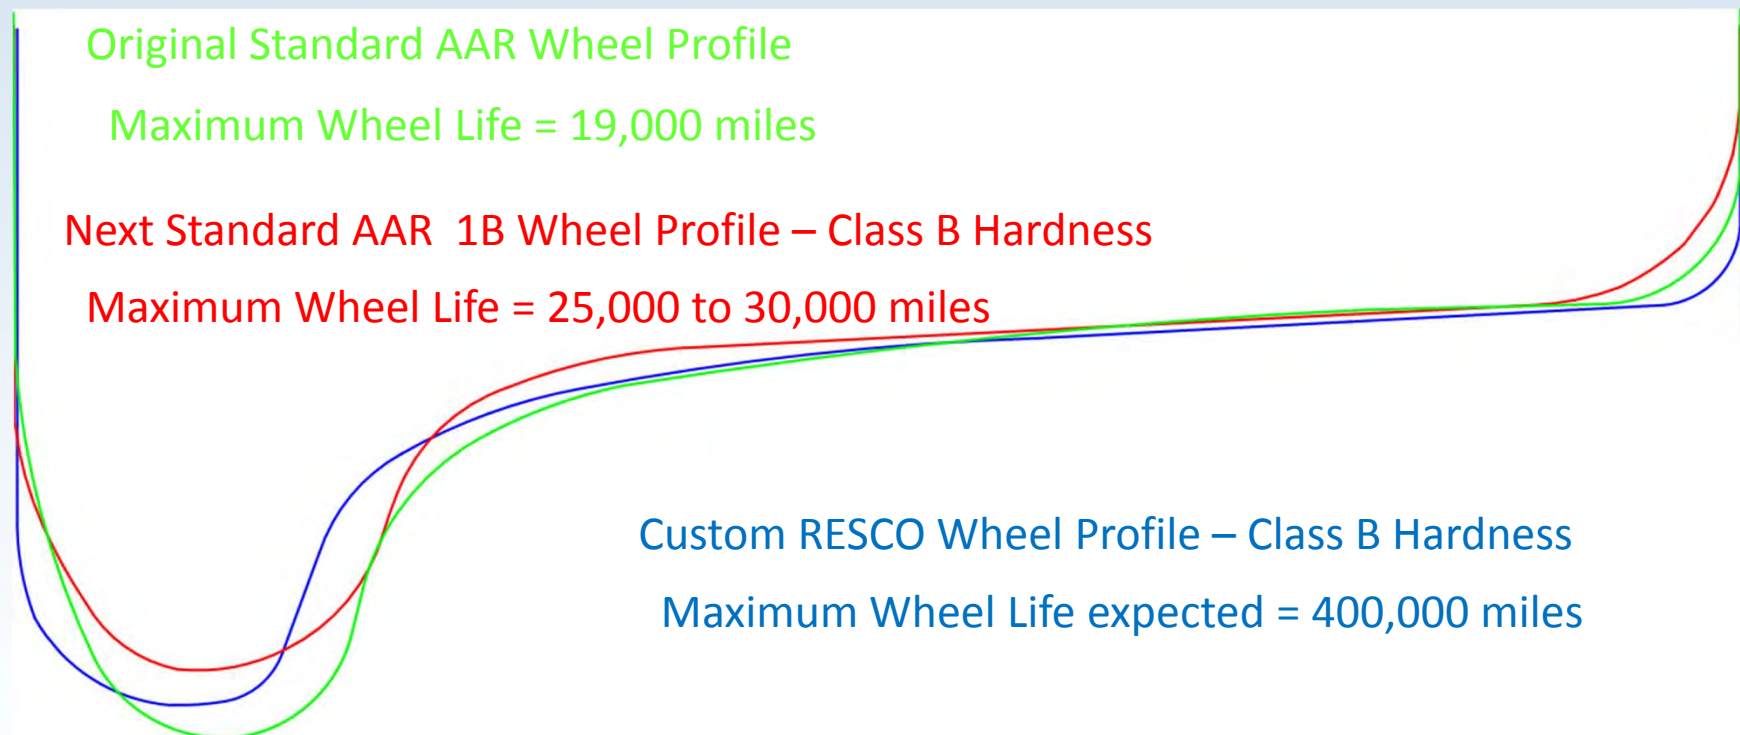 Original Standard AAR Wheel Profile
Maximum Wheel Life = 19,000 miles
Next Standard AAR 1B Wheel Profile – Class B Hardness
Maximum Wheel Life = 25,000 to 30,000 miles
Custom RESCO Wheel Profile – Class B Hardness
Maximum Wheel Life expected = 400,000 miles